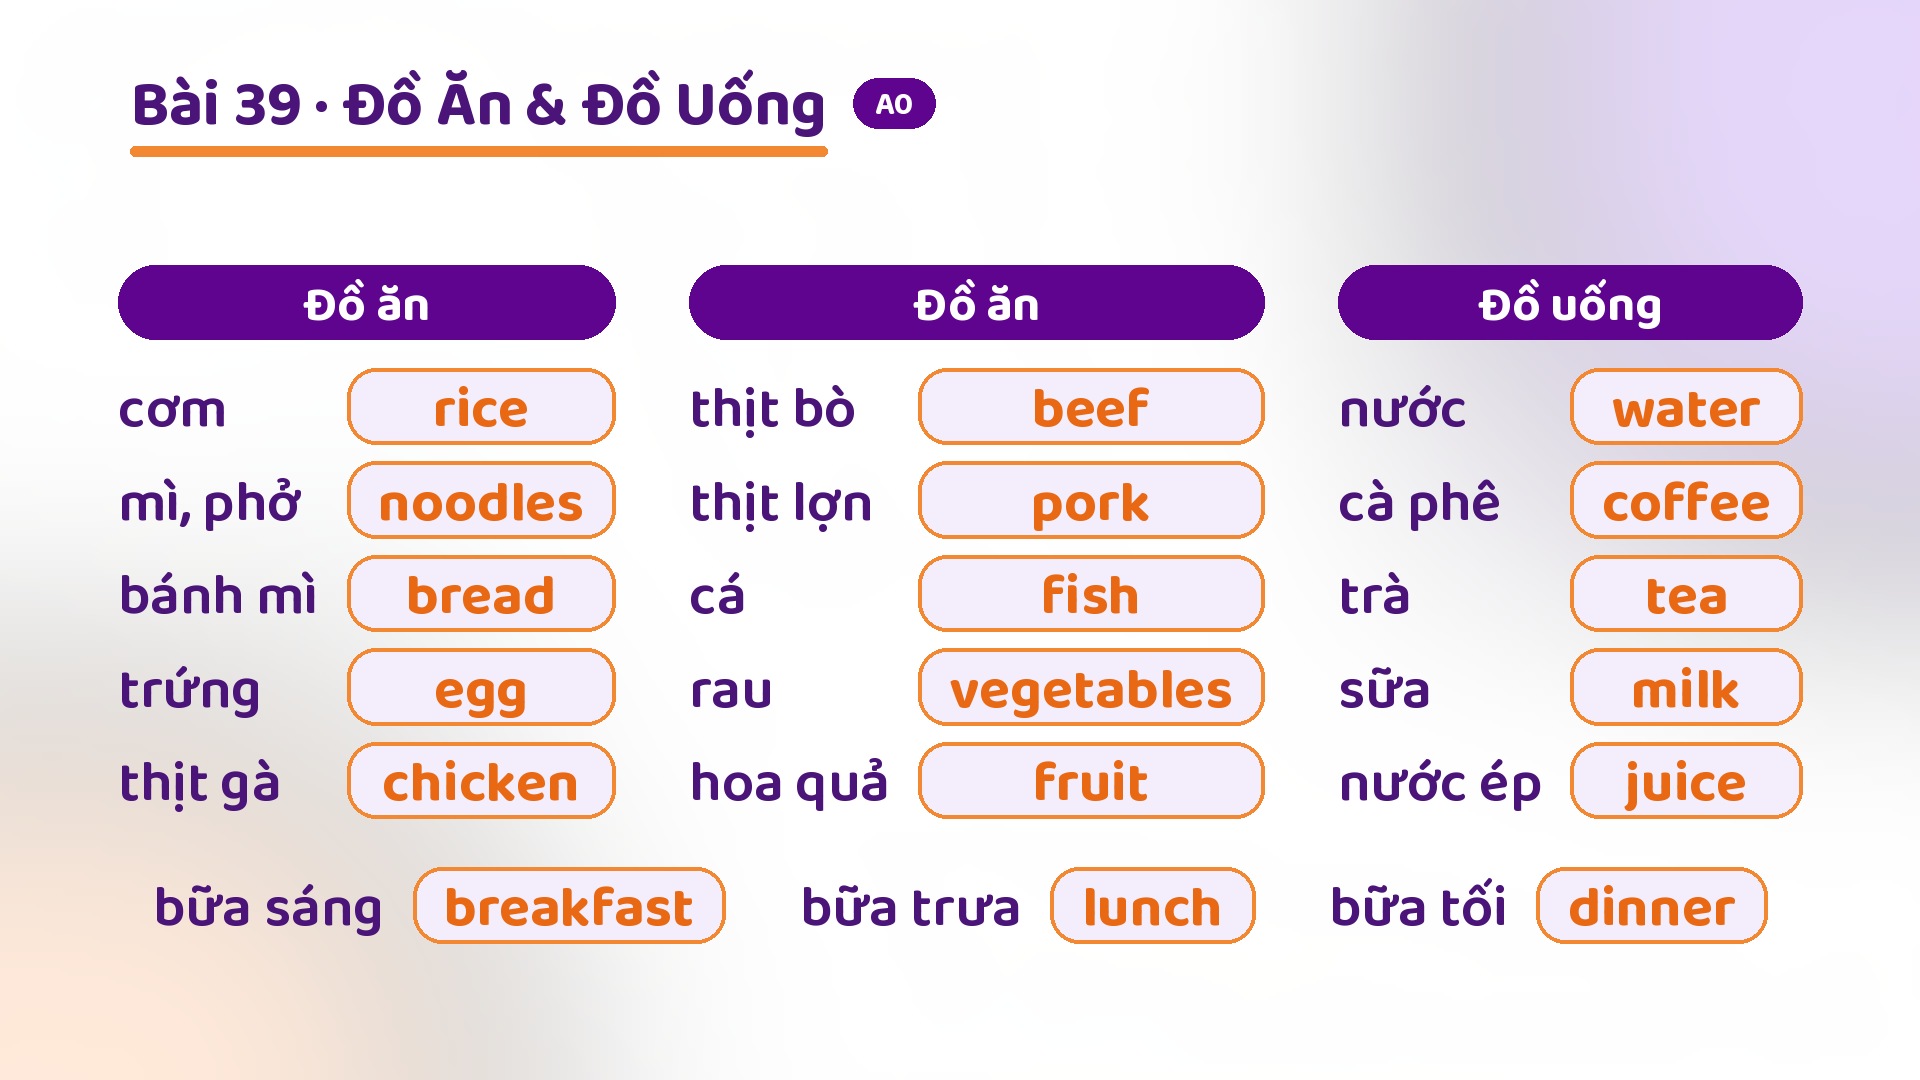 Bài 39 · Đồ Ăn & Đồ Uống A0
Đồ ăn Đồ ăn Đồ uống
cơm rice thịt bò beef nước water
mì, phở noodles thịt lợn pork cà phê coffee
bánh mì bread cá fish trà tea
trứng egg rau vegetables sữa milk
thịt gà chicken hoa quả fruit nước ép juice
bữa sáng breakfast bữa trưa lunch bữa tối dinner